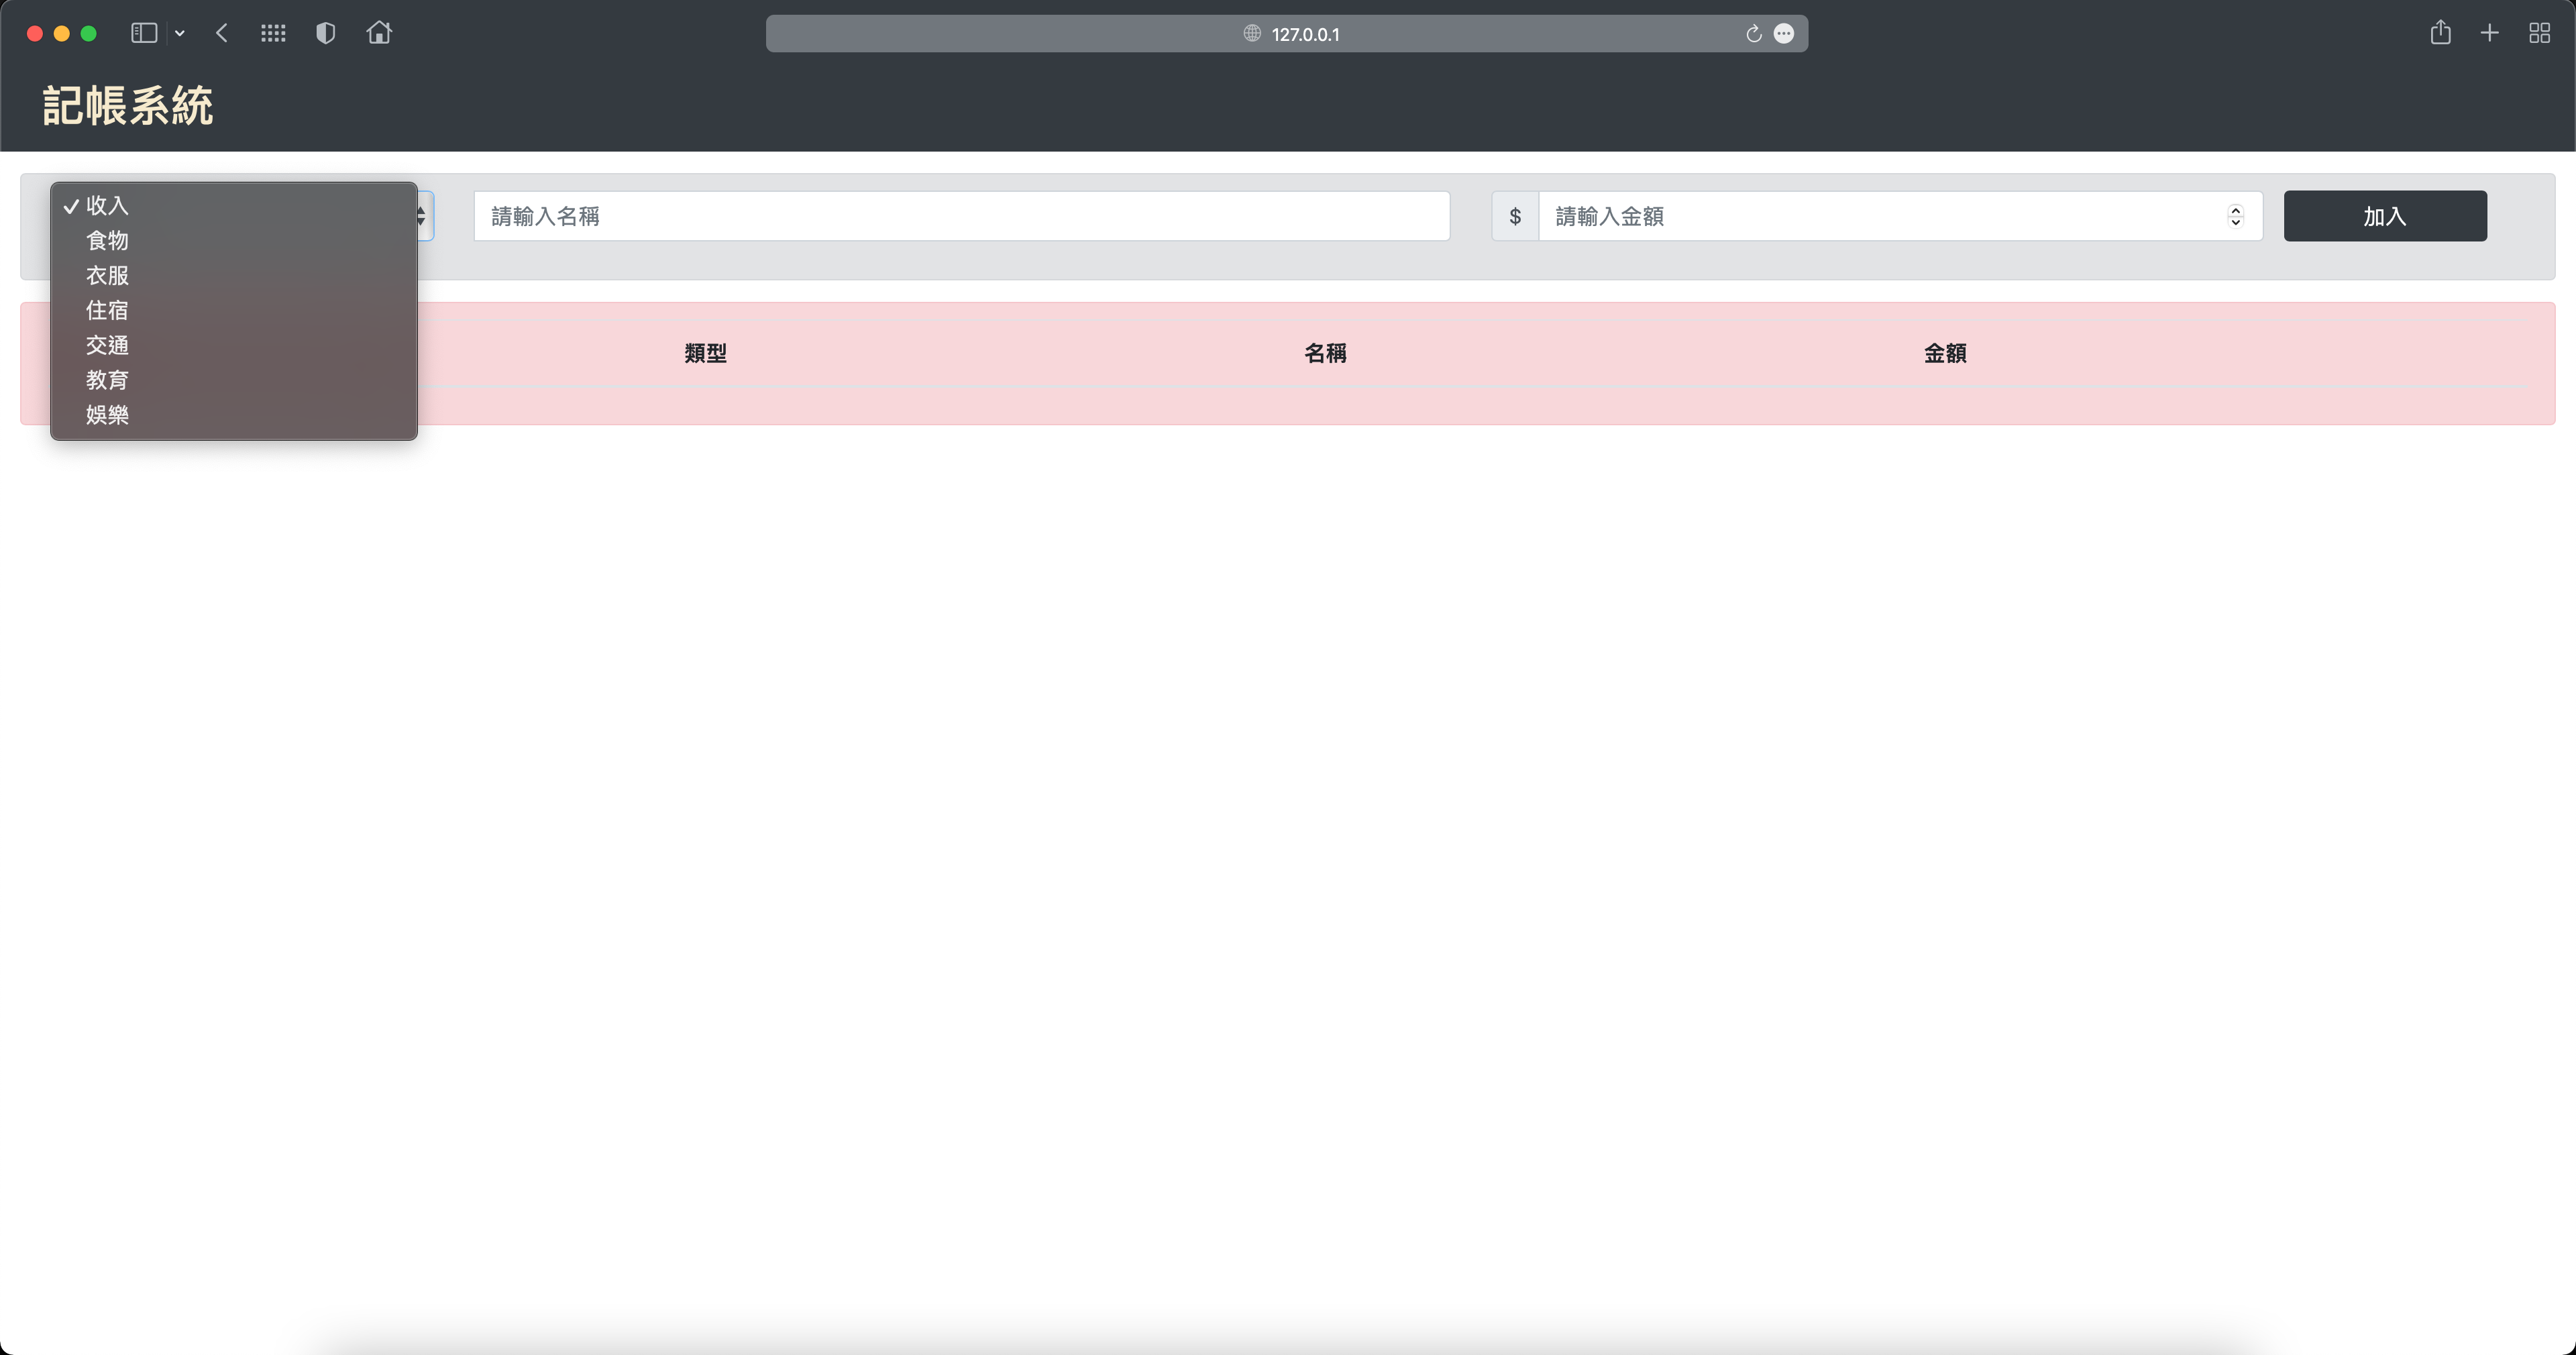 127.0.0.1
記帳系統
收入
食物
衣服
住宿
交通
教育
娛樂
請輸入名稱
$ 請輸入金額
加入
類型 名稱 金額